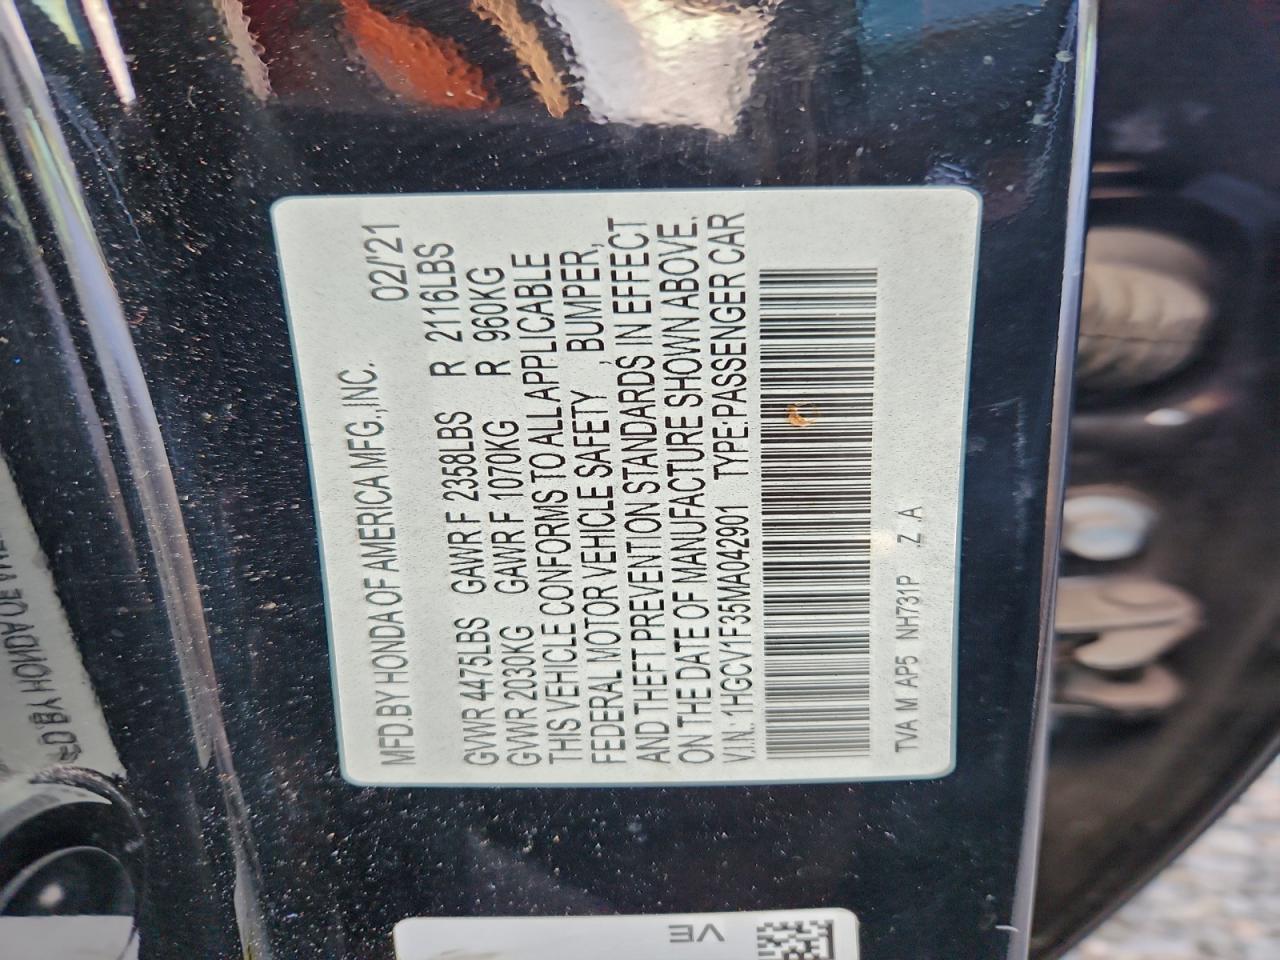 MFD.BY HONDA OF AMERICA MFG.,INC. 02/'21
GVWR 4475LBS GAWR F 2358LBS R 2116LBS
GVWR 2030KG GAWR F 1070KG R 960KG
THIS VEHICLE CONFORMS TO ALL APPLICABLE
FEDERAL MOTOR VEHICLE SAFETY , BUMPER,
AND THEFT PREVENTION STANDARDS IN EFFECT
ON THE DATE OF MANUFACTURE SHOWN ABOVE.
V.I.N. 1HGCV1F35MA042901 TYPE:PASSENGER CAR
TVA M AP5 NH731P Z A
VE